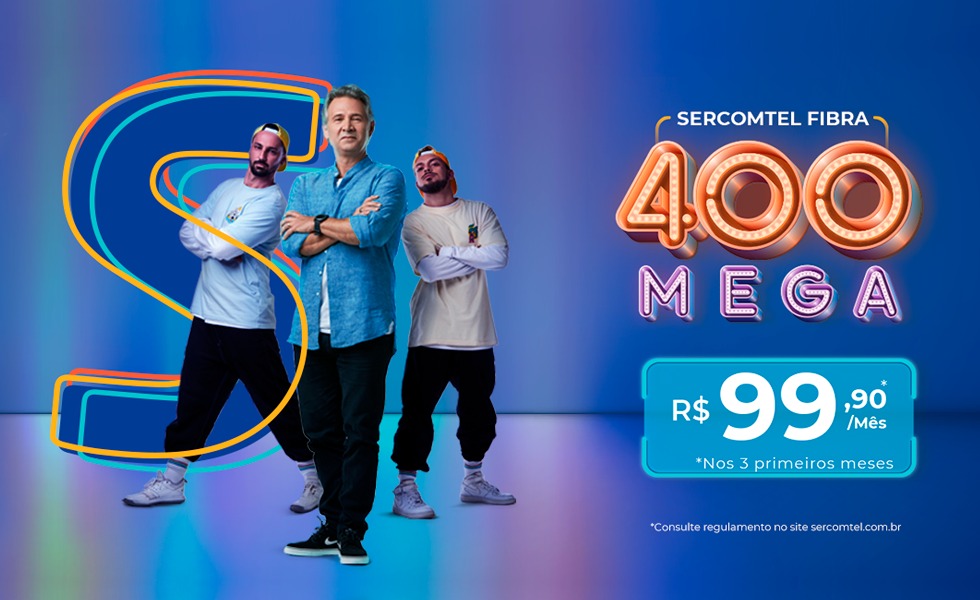 S
SERCOMTEL FIBRA
400
MEGA
R$ 99,90*
/Mês
*Nos 3 primeiros meses
*Consulte regulamento no site sercomtel.com.br